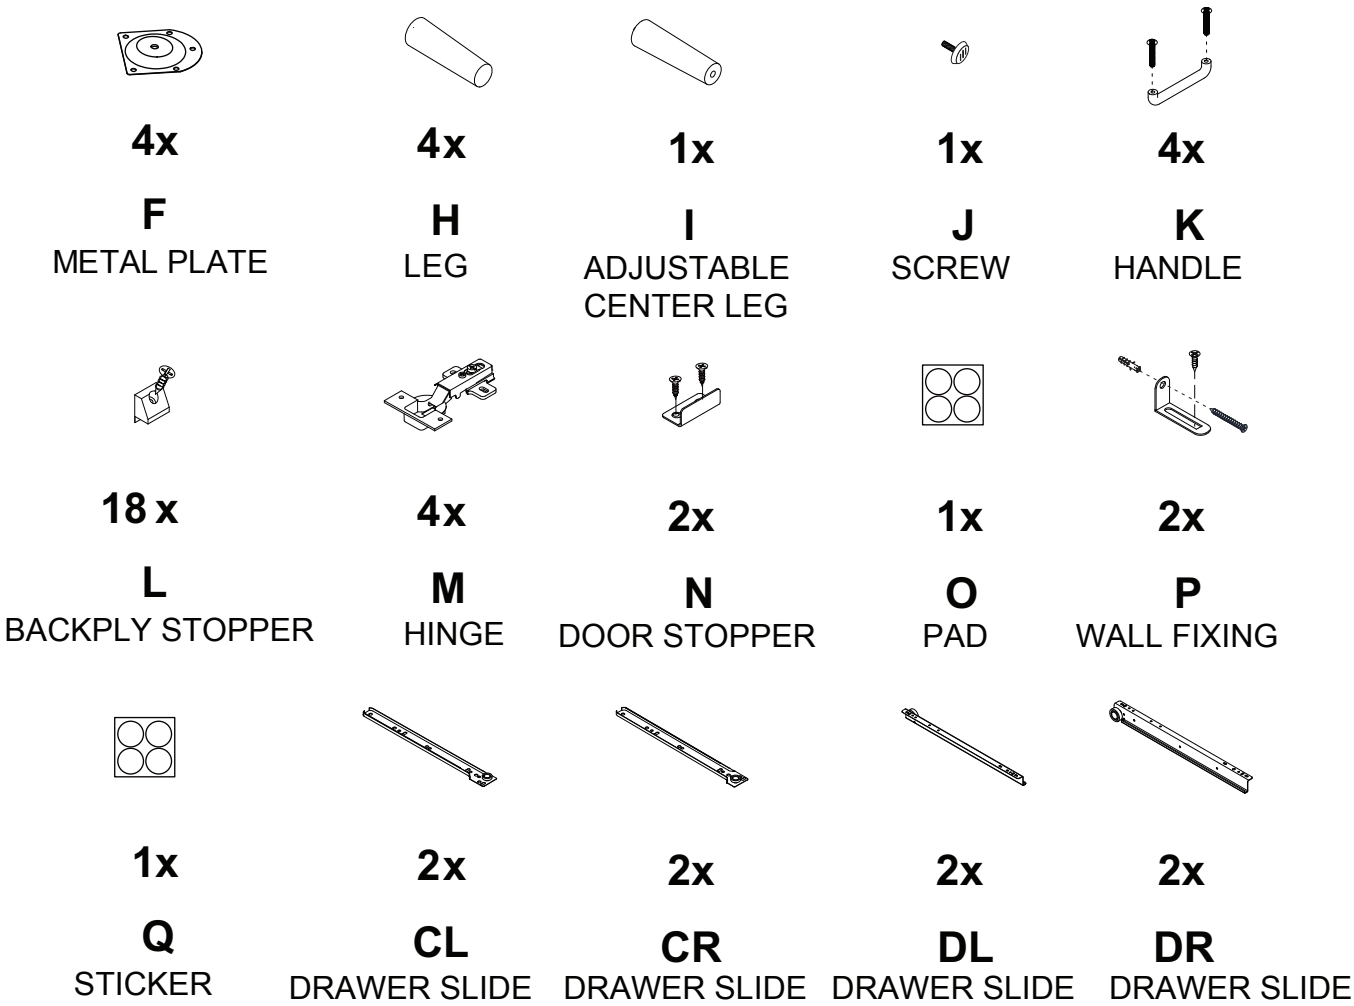 4x 4x 1x 1x 4x
F H I J K
METAL PLATE LEG ADJUSTABLE SCREW HANDLE
CENTER LEG
18 x 4x 2x 1x 2x
L M N O P
BACKPLY STOPPER HINGE DOOR STOPPER PAD WALL FIXING
1x 2x 2x 2x 2x
Q CL CR DL DR
STICKER DRAWER SLIDE DRAWER SLIDE DRAWER SLIDE DRAWER SLIDE